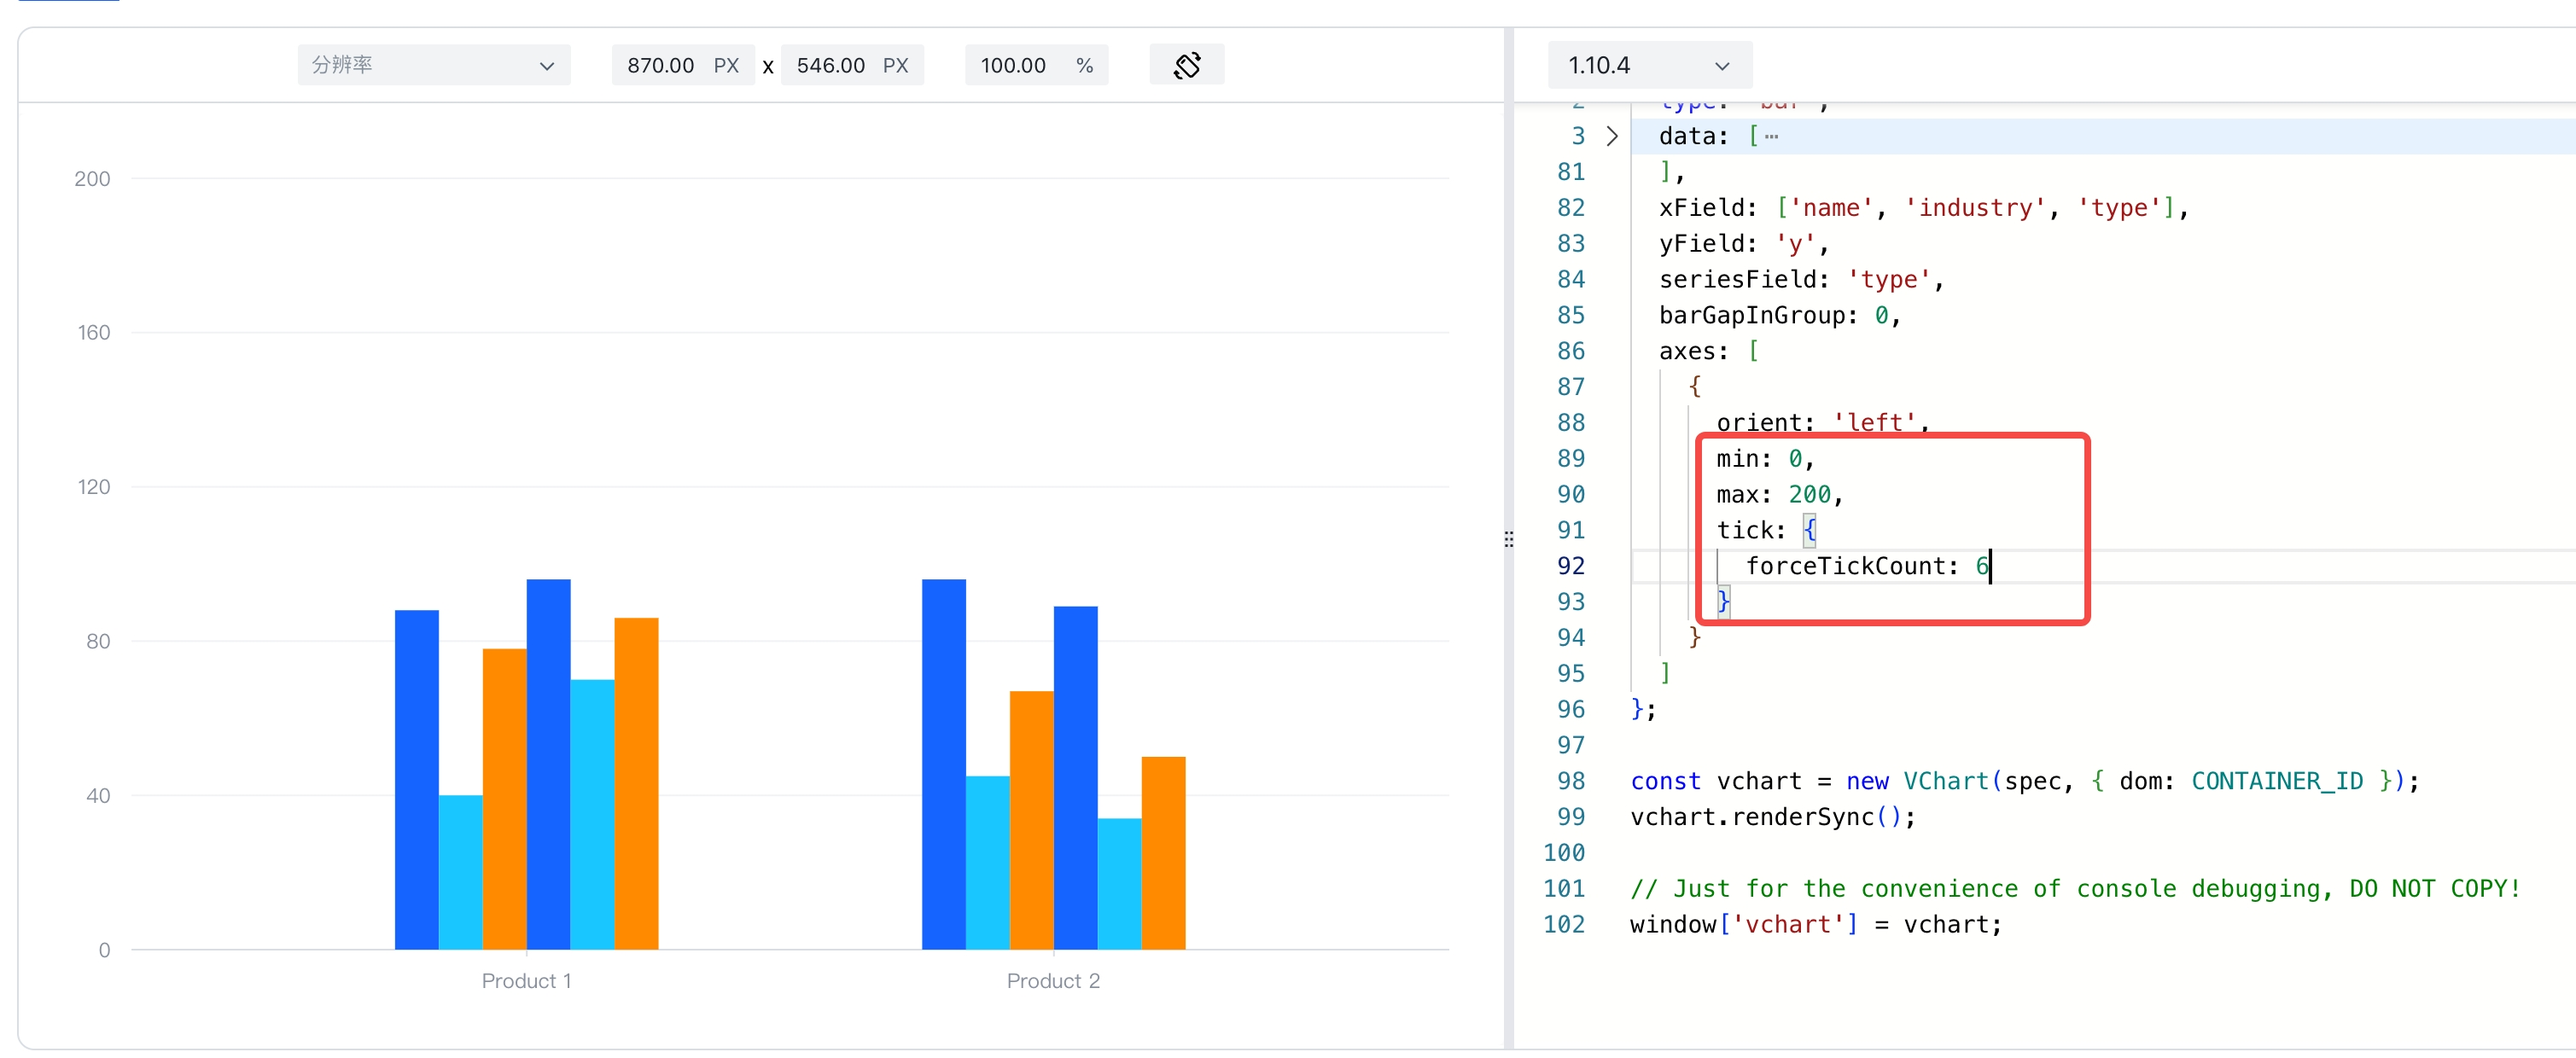 分辨率
870.00 PX x 546.00 PX
100.00 %
200
160
120
80
40
0
Product 1
Product 2
1.10.4
2 type: 'bar',
3 data: [⋯
81 ],
82 xField: ['name', 'industry', 'type'],
83 yField: 'y',
84 seriesField: 'type',
85 barGapInGroup: 0,
86 axes: [
87 {
88 orient: 'left',
89 min: 0,
90 max: 200,
91 tick: {
92 forceTickCount: 6
93 }
94 }
95 ]
96 };
97
98 const vchart = new VChart(spec, { dom: CONTAINER_ID });
99 vchart.renderSync();
100
101 // Just for the convenience of console debugging, DO NOT COPY!
102 window['vchart'] = vchart;